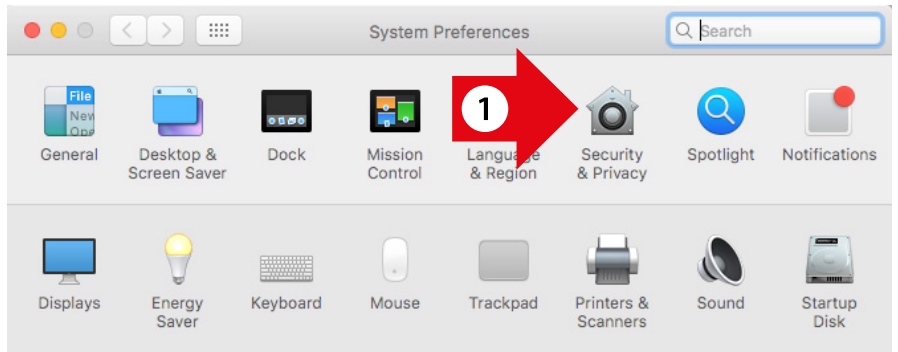 System Preferences
Search
1
File
New
Ope
General
Desktop &
Screen Saver
Dock
Mission
Control
Language
& Region
Security
& Privacy
Spotlight
Notifications
Displays
Energy
Saver
Keyboard
Mouse
Trackpad
Printers &
Scanners
Sound
Startup
Disk